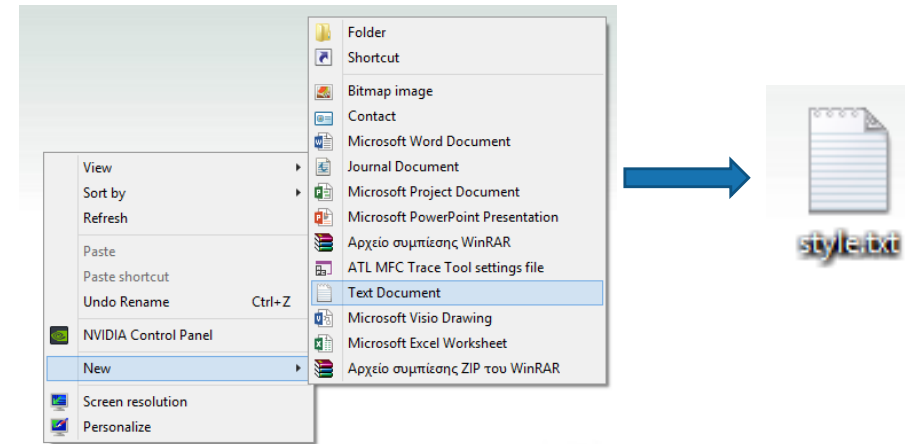 View
Sort by
Refresh
Paste
Paste shortcut
Undo Rename Ctrl+Z
NVIDIA Control Panel
New
Screen resolution
Personalize
Folder
Shortcut
Bitmap image
Contact
Microsoft Word Document
Journal Document
Microsoft Project Document
Microsoft PowerPoint Presentation
Αρχείο συμπίεσης WinRAR
ATL MFC Trace Tool settings file
Text Document
Microsoft Visio Drawing
Microsoft Excel Worksheet
Αρχείο συμπίεσης ZIP του WinRAR
style.txt